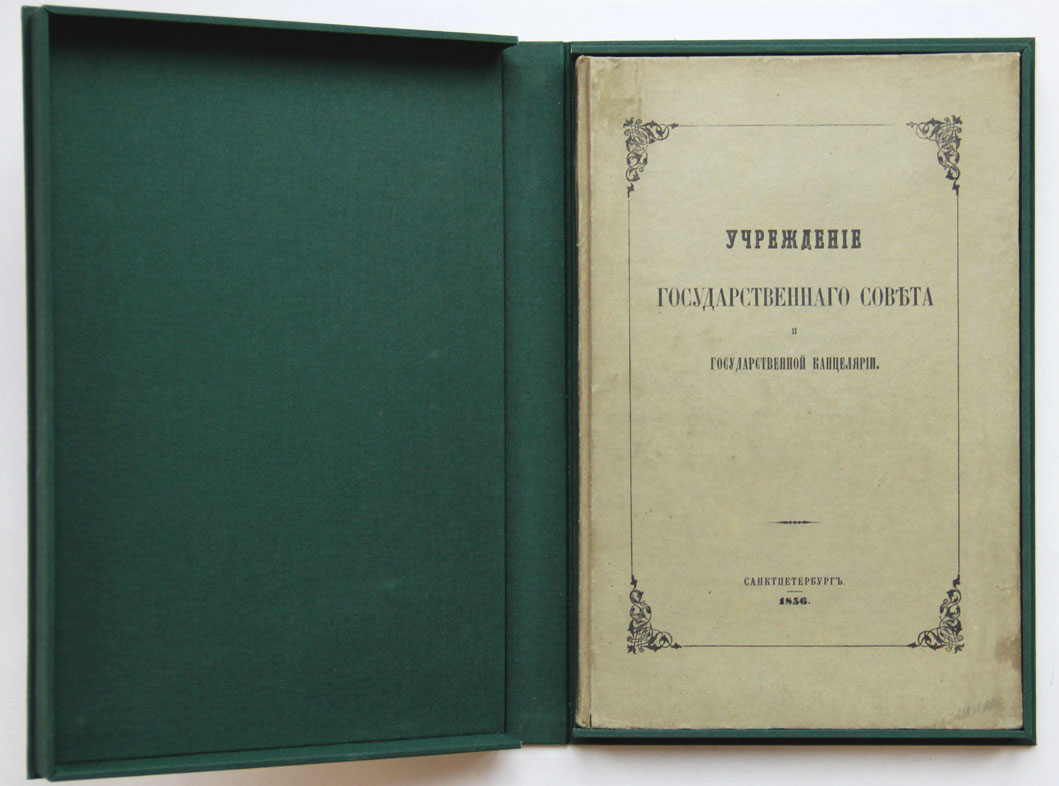 УЧРЕЖДЕНІЕ
ГОСУДАРСТВЕННАГО СОВѢТА
И
ГОСУДАРСТВЕННОЙ КАНЦЕЛЯРІИ.
САНКТПЕТЕРБУРГЪ.
1856.